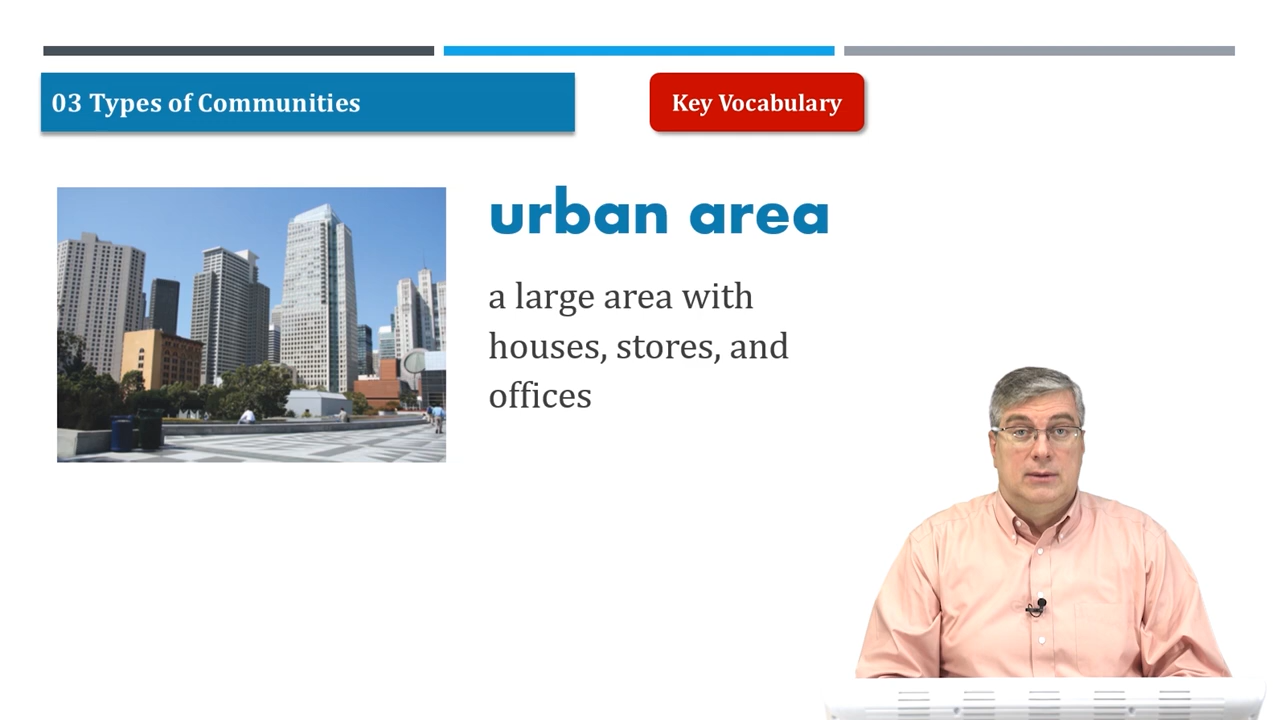 03 Types of Communities
Key Vocabulary
urban area
a large area with
houses, stores, and
offices